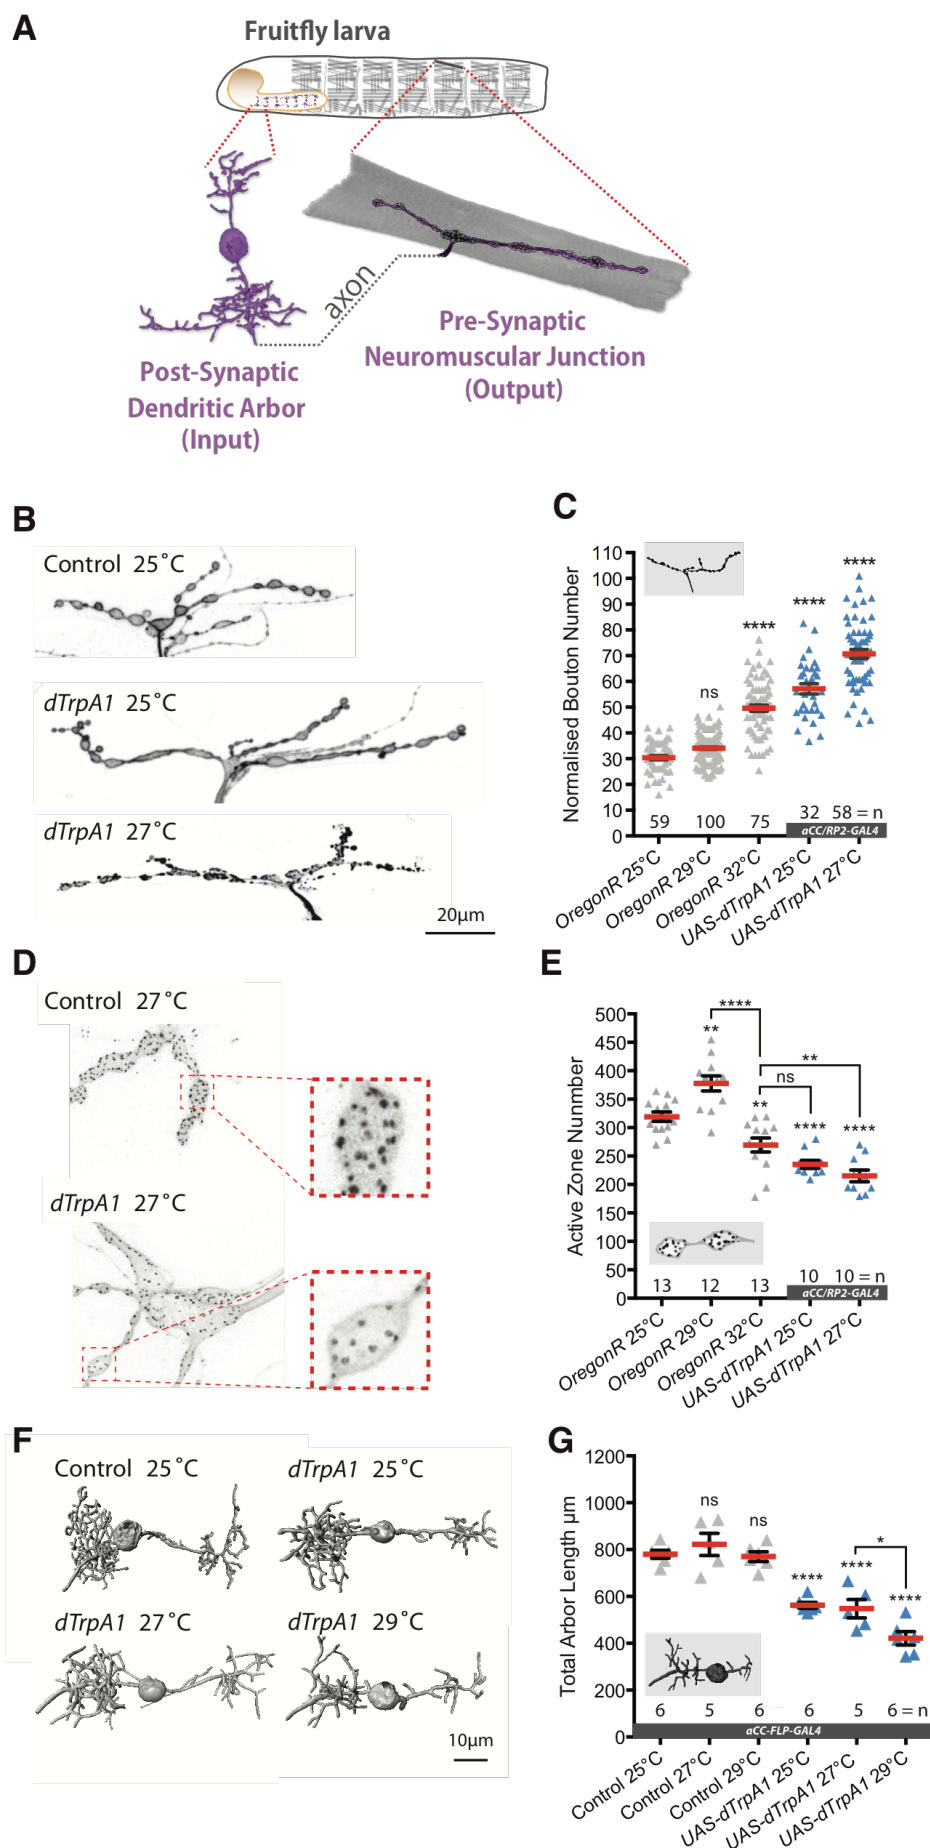 A
Fruitfly larva
axon
Post-Synaptic
Dendritic Arbor
(Input)
Pre-Synaptic
Neuromuscular Junction
(Output)
B
Control 25˚C
dTrpA1 25˚C
dTrpA1 27˚C
20µm
C
Normalised Bouton Number
110
100
90
80
70
60
50
40
30
20
10
0
ns
****
****
****
59
100
75
32
58 = n
aCC/RP2-GAL4
OregonR 25°C
OregonR 29°C
OregonR 32°C
UAS-dTrpA1 25°C
UAS-dTrpA1 27°C
D
Control 27˚C
dTrpA1 27˚C
E
Active Zone Nunmber
500
450
400
350
300
250
200
150
100
50
0
**
****
**
**
ns
****
****
13
12
13
10
10 = n
aCC/RP2-GAL4
OregonR 25°C
OregonR 29°C
OregonR 32°C
UAS-dTrpA1 25°C
UAS-dTrpA1 27°C
F
Control 25˚C
dTrpA1 25˚C
dTrpA1 27˚C
dTrpA1 29˚C
10µm
G
Total Arbor Length µm
1200
1000
800
600
400
200
0
ns
ns
****
****
*
****
6
5
6
6
5
6 = n
aCC-FLP-GAL4
Control 25°C
Control 27°C
Control 29°C
UAS-dTrpA1 25°C
UAS-dTrpA1 27°C
UAS-dTrpA1 29°C